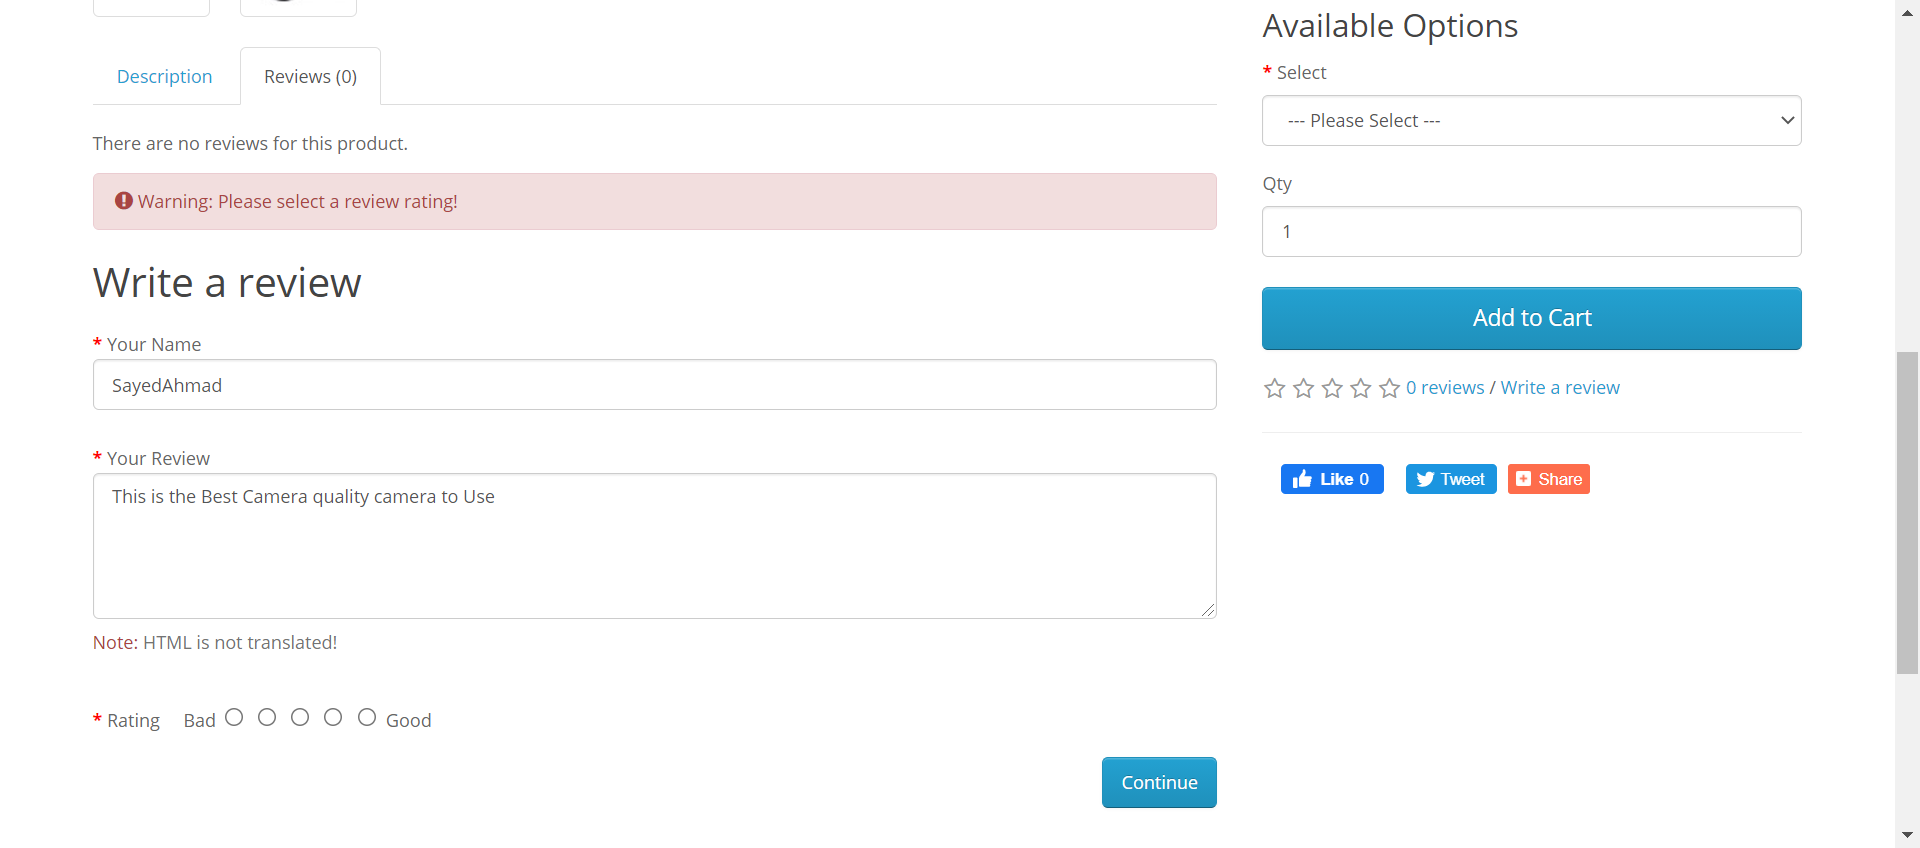 Description
Reviews (0)
There are no reviews for this product.
Warning: Please select a review rating!
Write a review
* Your Name
SayedAhmad
* Your Review
This is the Best Camera quality camera to Use
Note: HTML is not translated!
* Rating Bad Good
Continue
Available Options
* Select
--- Please Select ---
Qty
1
Add to Cart
0 reviews / Write a review
Like 0 Tweet Share